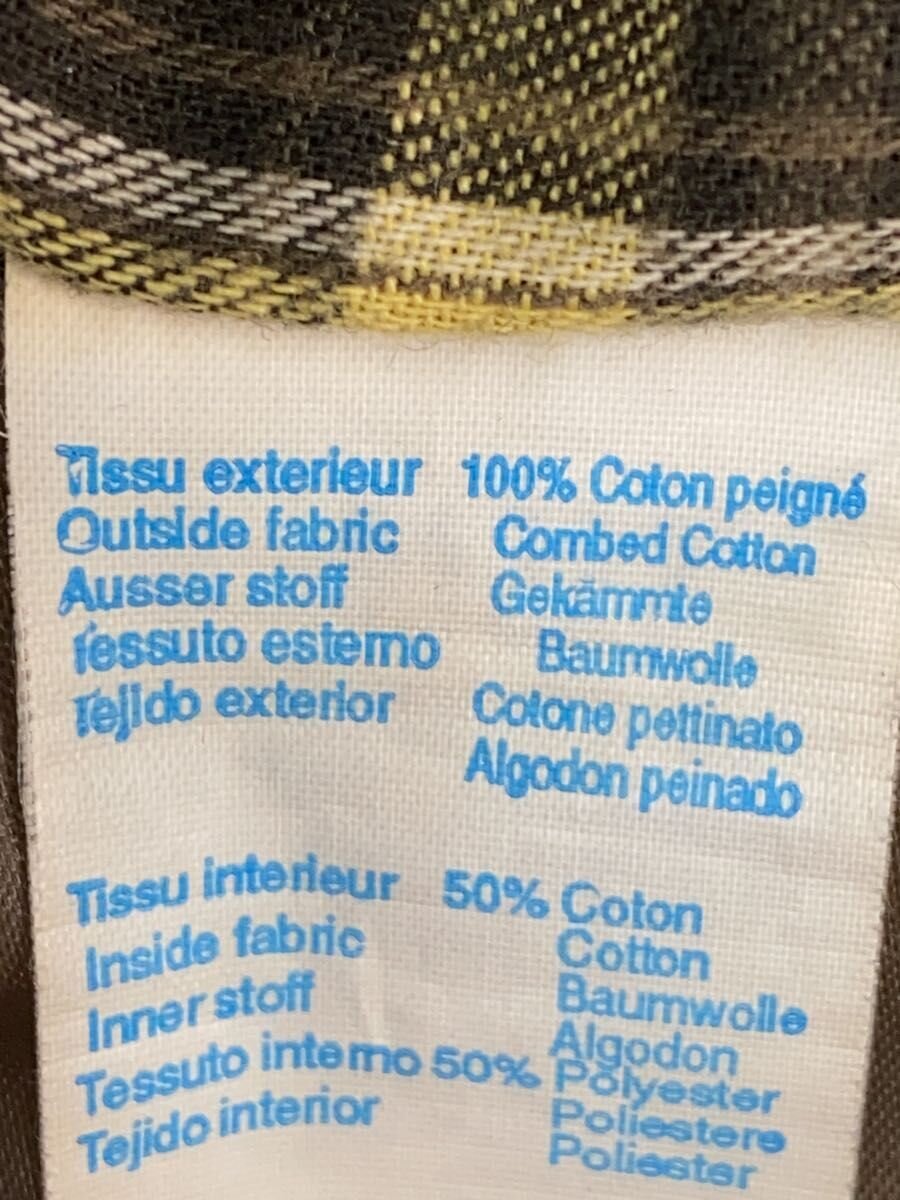 Tissu exterieur 100% Coton peigné
Outside fabric Combed Cotton
Ausser stoff Gekämmte
Tessuto esterno Baumwolle
Tejido exterior Cotone pettinato
Algodon peinado
Tissu interieur 50% Coton
Inside fabric Cotton
Inner stoff Baumwolle
Tessuto interno Algodon
50% Polyester
Tejido interior Poliestere
Poliester